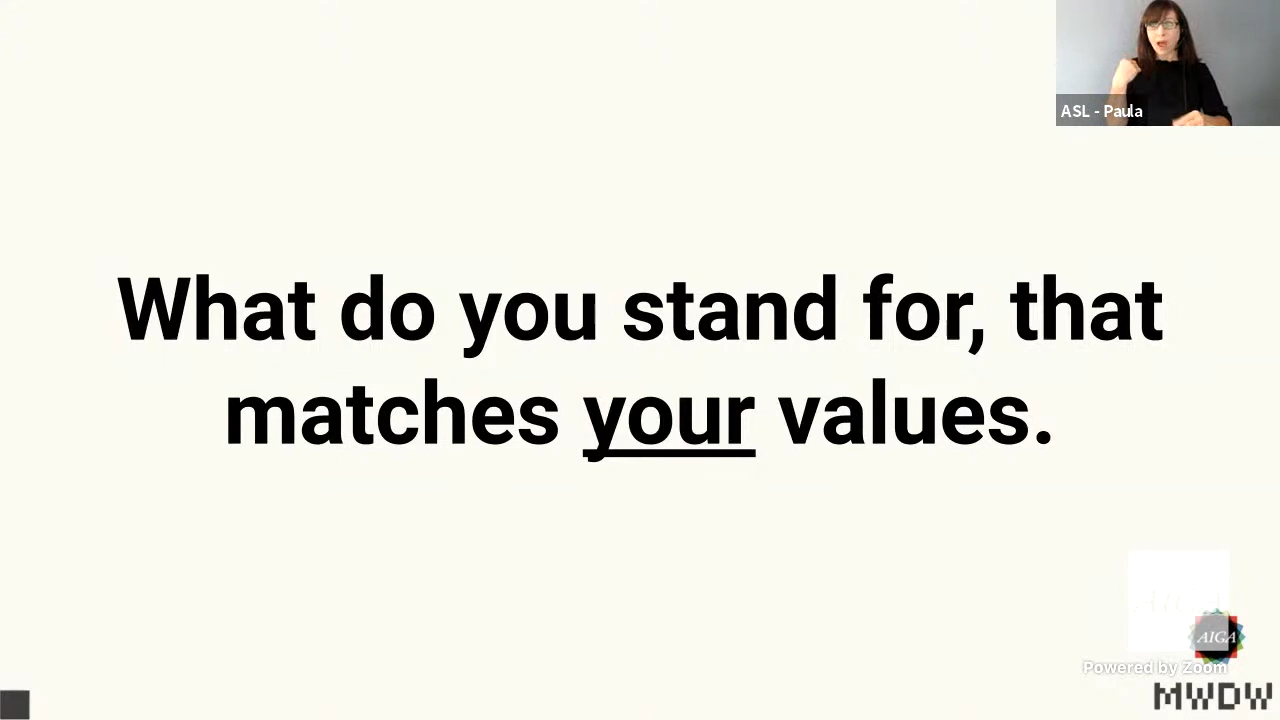 ASL - Paula
What do you stand for, that
matches your values.
AIGA
Powered by Zoom
MWDW